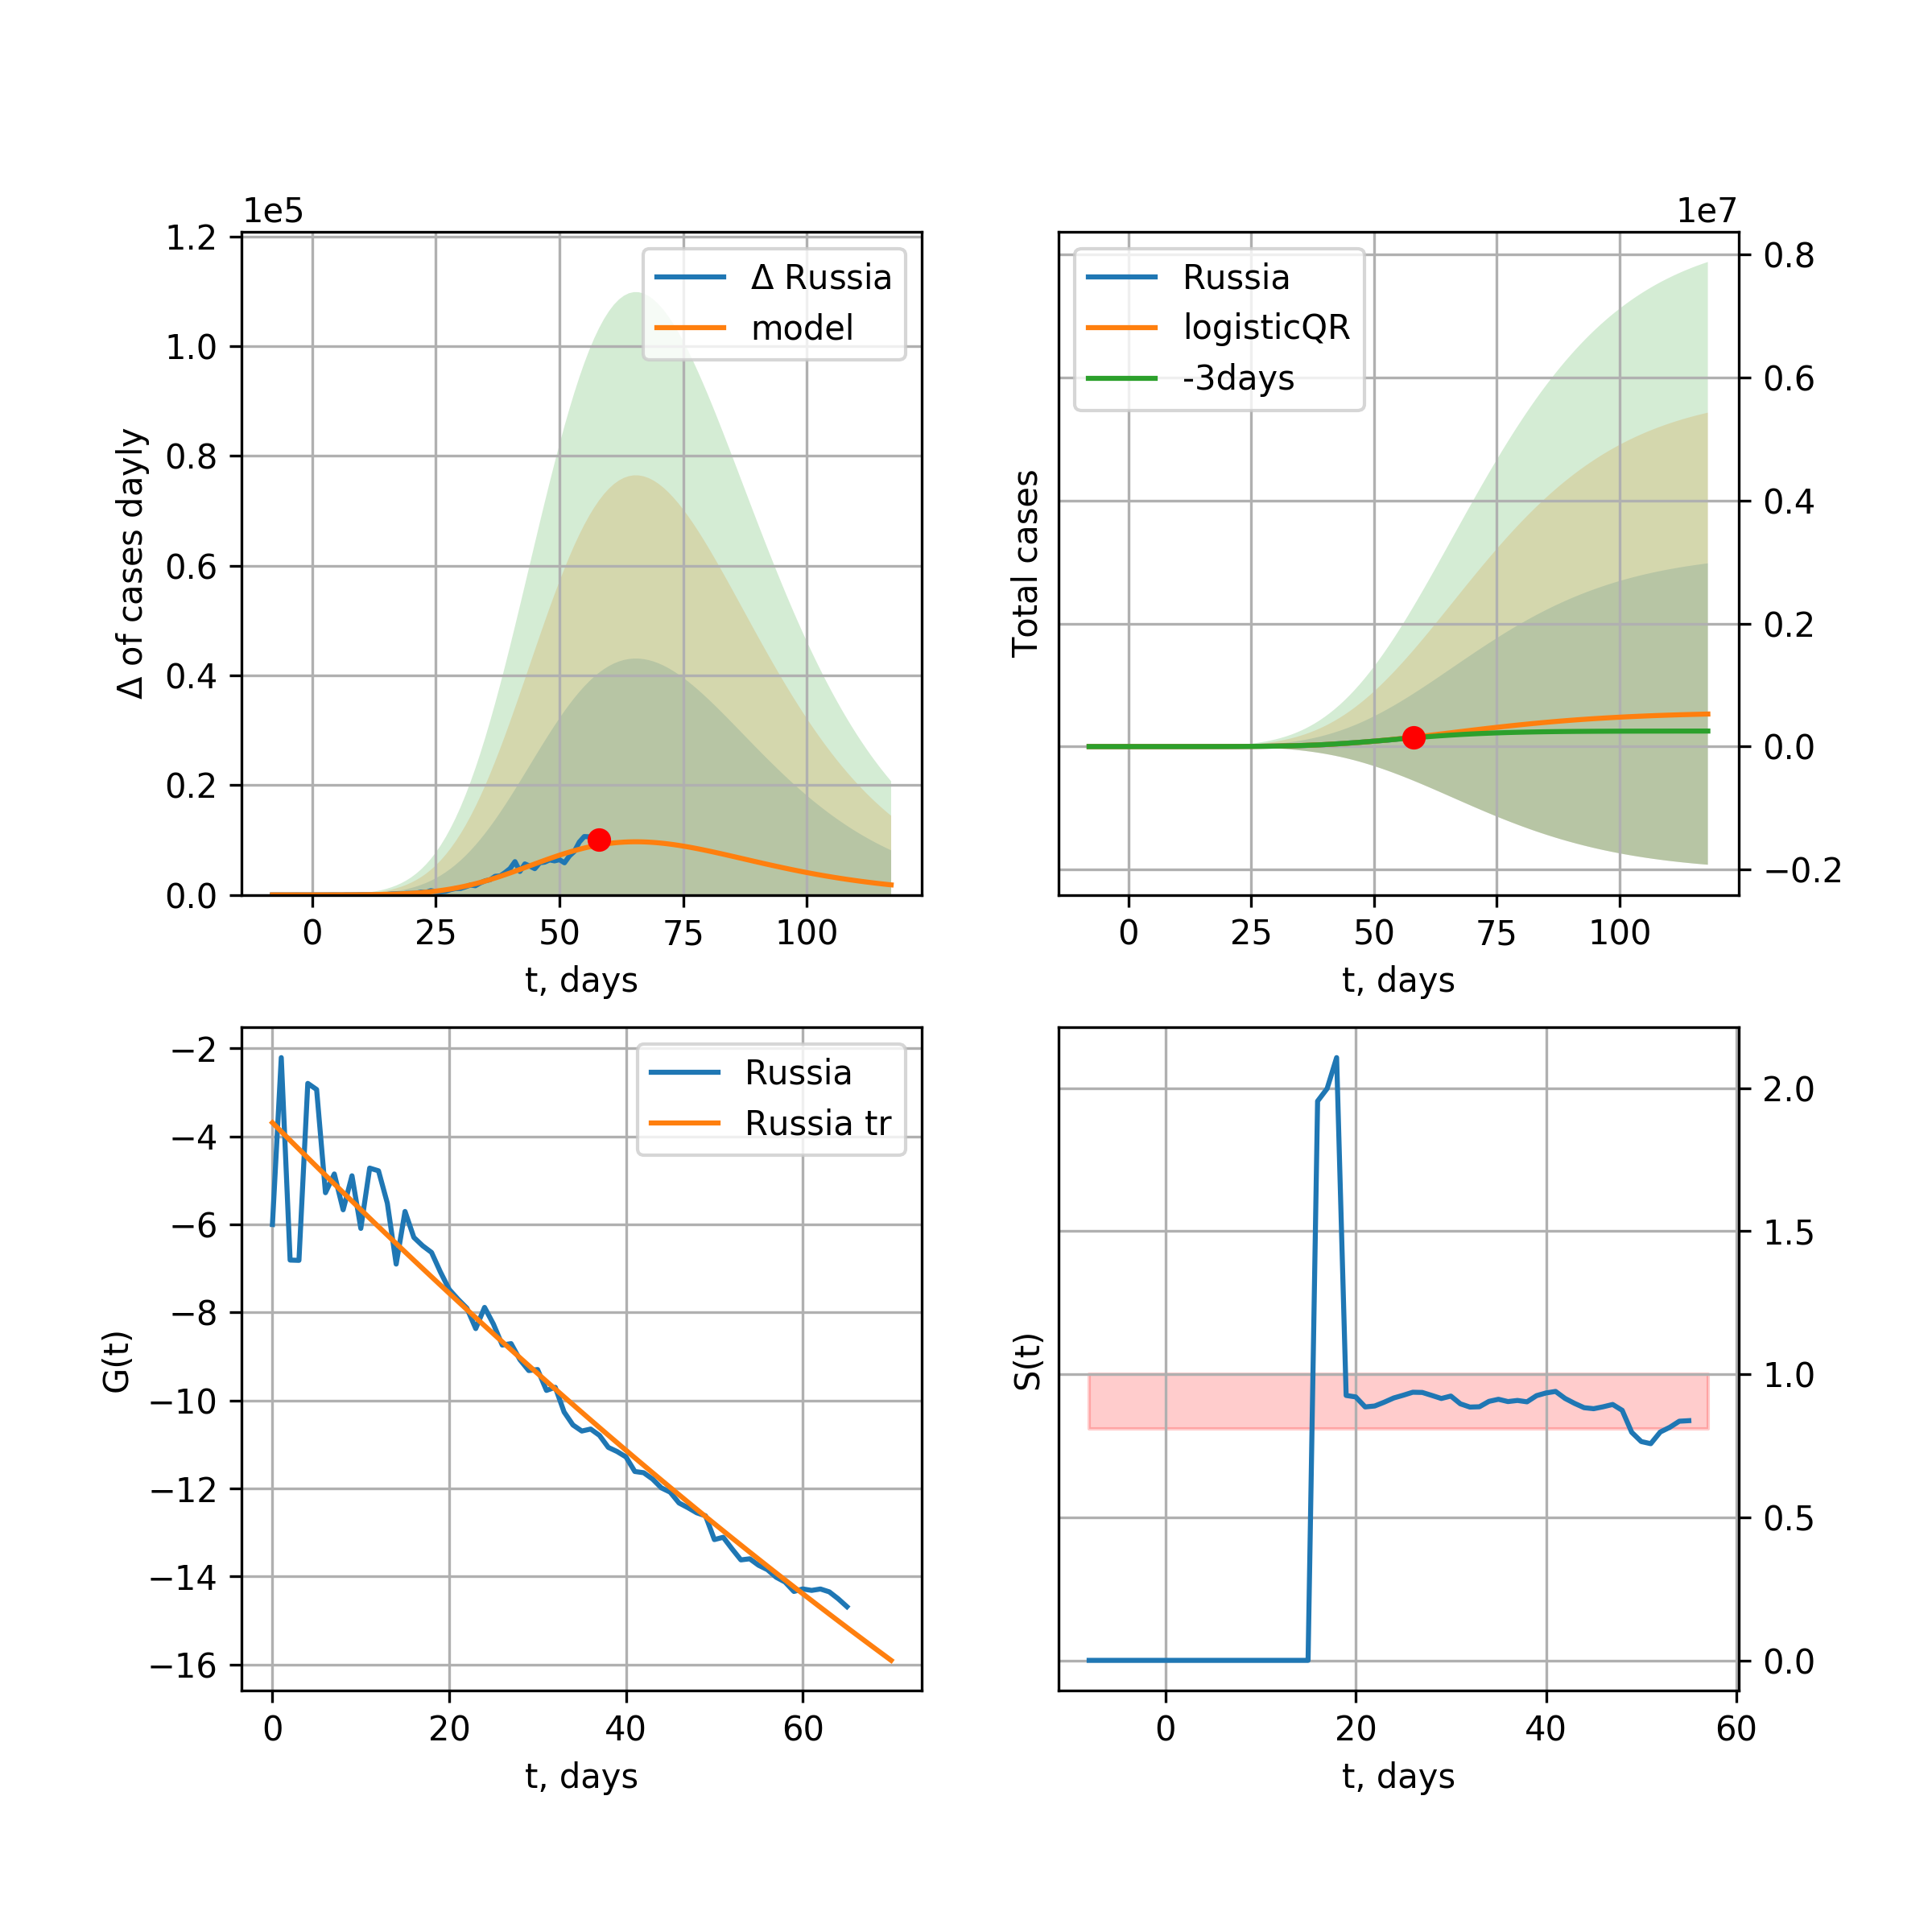 1e5
1.2
1.0
0.8
0.6
0.4
0.2
0.0
Δ of cases dayly
Δ Russia
model
0 25 50 75 100
t, days
1e7
0.8
0.6
0.4
0.2
0.0
−0.2
Total cases
Russia
logisticQR
-3days
0 25 50 75 100
t, days
−2
−4
−6
−8
−10
−12
−14
−16
G(t)
Russia
Russia tr
0 20 40 60
t, days
2.0
1.5
1.0
0.5
0.0
S(t)
0 20 40 60
t, days